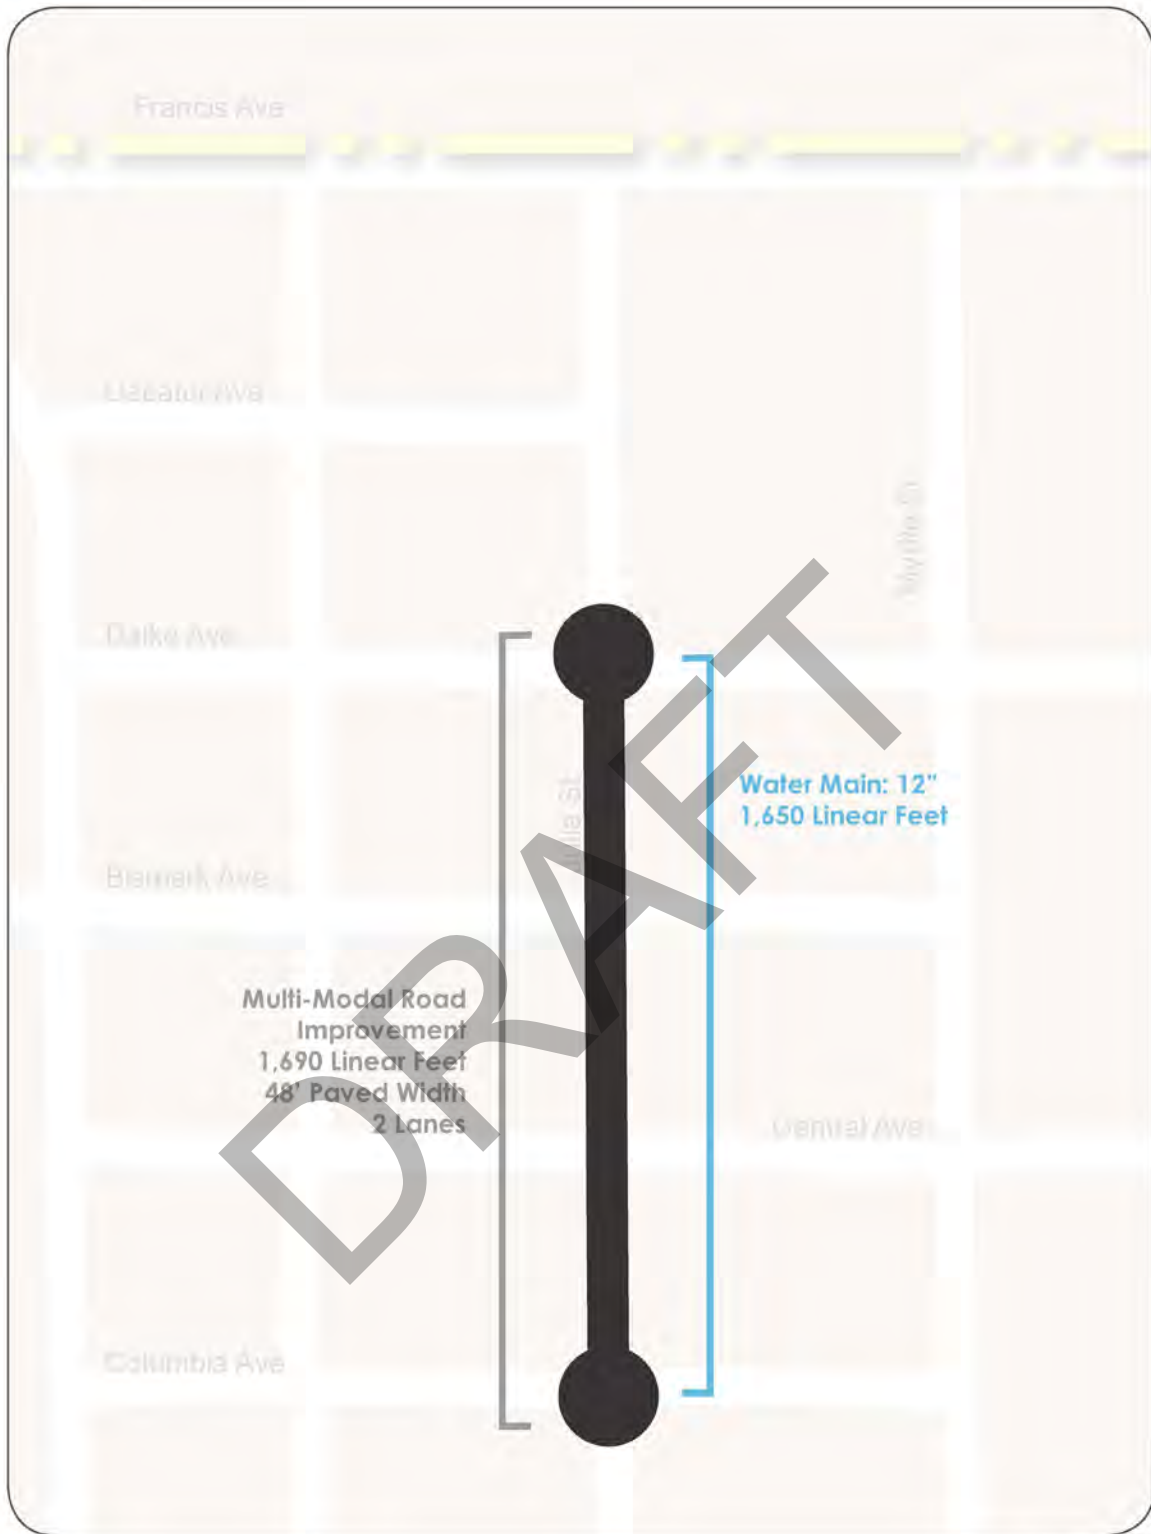 Francis Ave
Decatur Ave
Myrtle St
Dalke Ave
Water Main: 12"
1,650 Linear Feet
Bismark Ave
Multi-Modal Road
Improvement
1,690 Linear Feet
48' Paved Width
2 Lanes
Central Ave
Columbia Ave
DRAFT